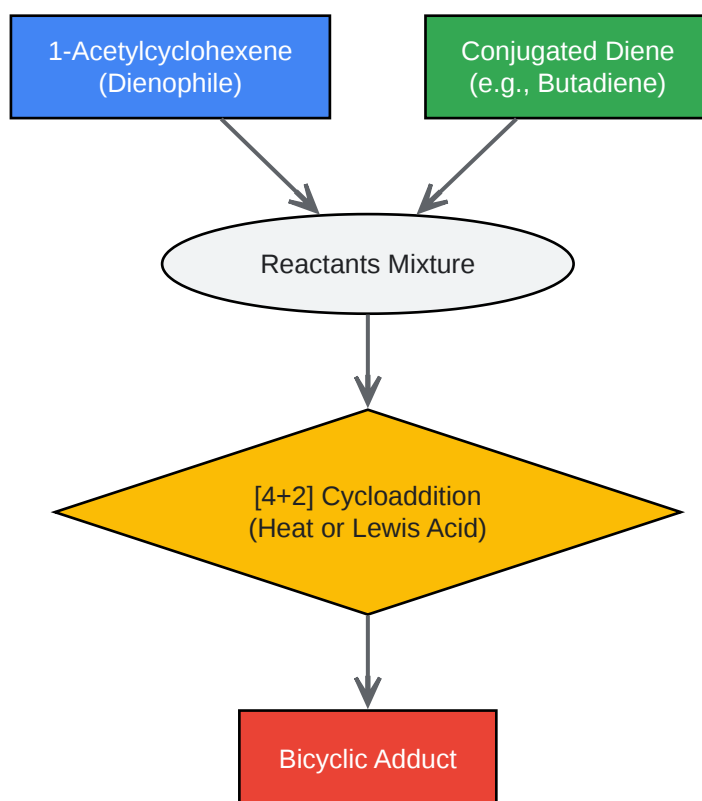 1-Acetylcyclohexene
(Dienophile)
Conjugated Diene
(e.g., Butadiene)
Reactants Mixture
[4+2] Cycloaddition
(Heat or Lewis Acid)
Bicyclic Adduct